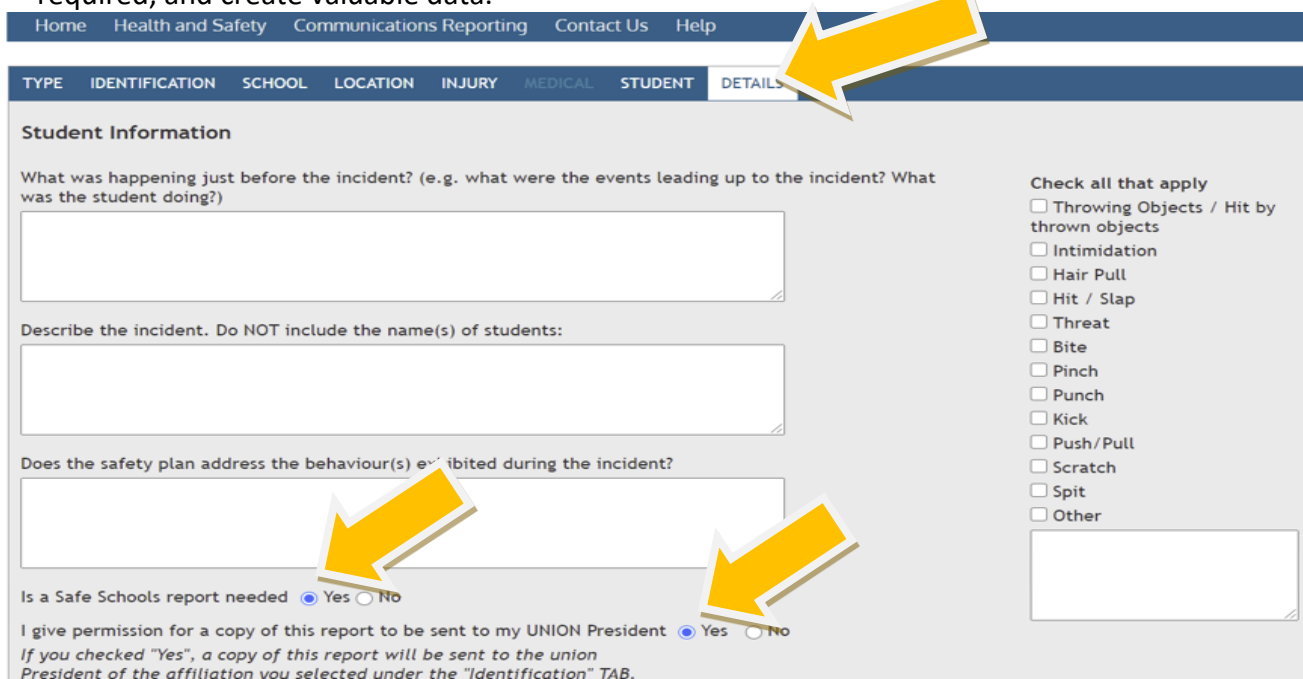 required, and create valuable data.
Home Health and Safety Communications Reporting Contact Us Help
TYPE IDENTIFICATION SCHOOL LOCATION INJURY MEDICAL STUDENT DETAILS
Student Information
What was happening just before the incident? (e.g. what were the events leading up to the incident? What
was the student doing?)
Describe the incident. Do NOT include the name(s) of students:
Does the safety plan address the behaviour(s) exhibited during the incident?
Is a Safe Schools report needed Yes No
I give permission for a copy of this report to be sent to my UNION President Yes No
If you checked "Yes", a copy of this report will be sent to the union
President of the affiliation you selected under the "Identification" TAB.
Check all that apply
Throwing Objects / Hit by
thrown objects
Intimidation
Hair Pull
Hit / Slap
Threat
Bite
Pinch
Punch
Kick
Push/Pull
Scratch
Spit
Other